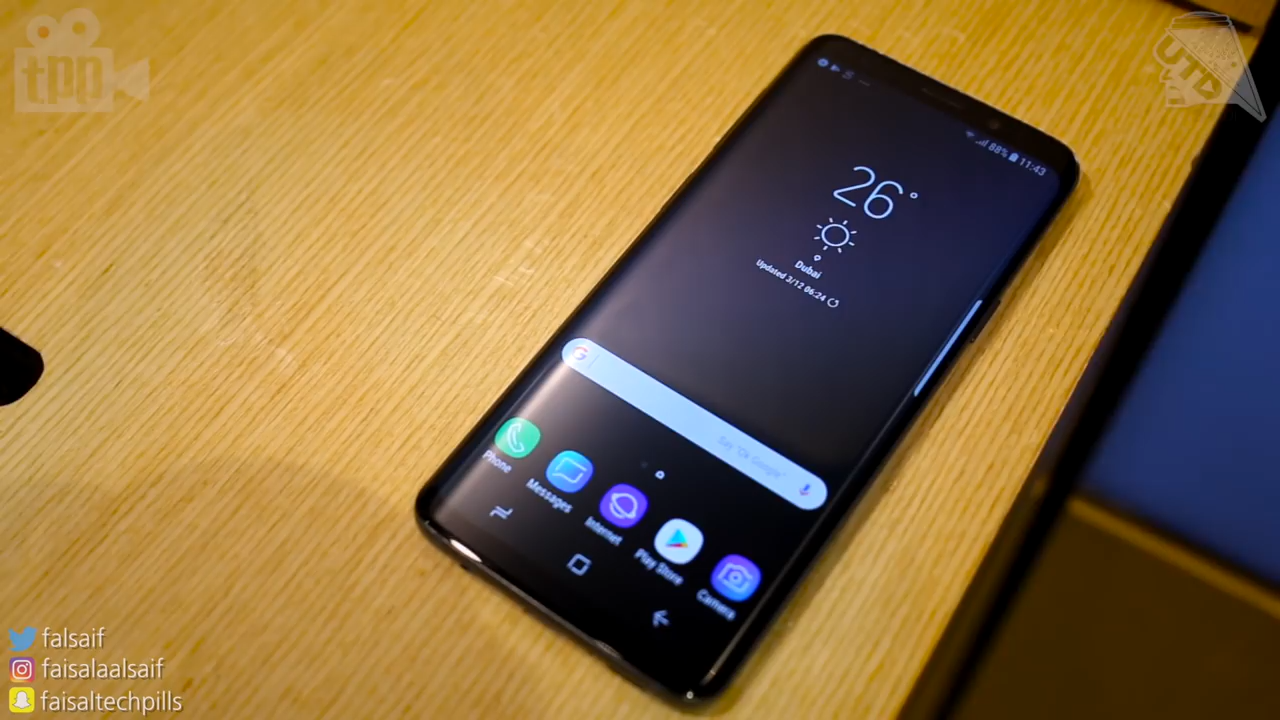 tpp
88% 11:43
26°
Dubai
Updated 3/12 06:24
Say "Ok Google"
Phone
Messages
Internet
Play Store
Camera
falsaif
faisalaalsaif
faisaltechpills